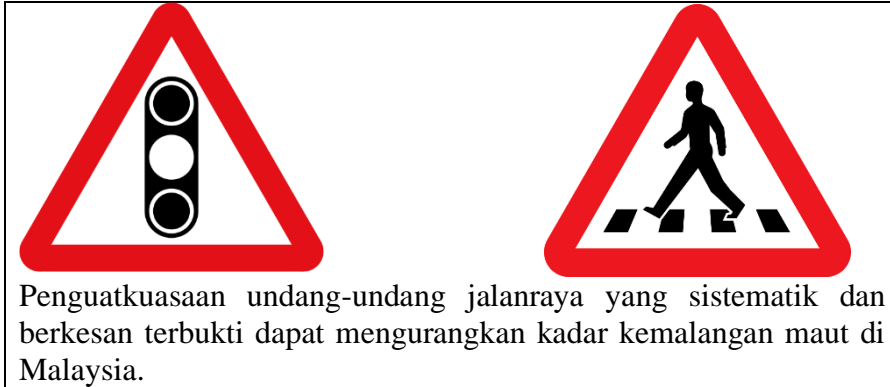 Penguatkuasaan undang-undang jalanraya yang sistematik dan
berkesan terbukti dapat mengurangkan kadar kemalangan maut di
Malaysia.